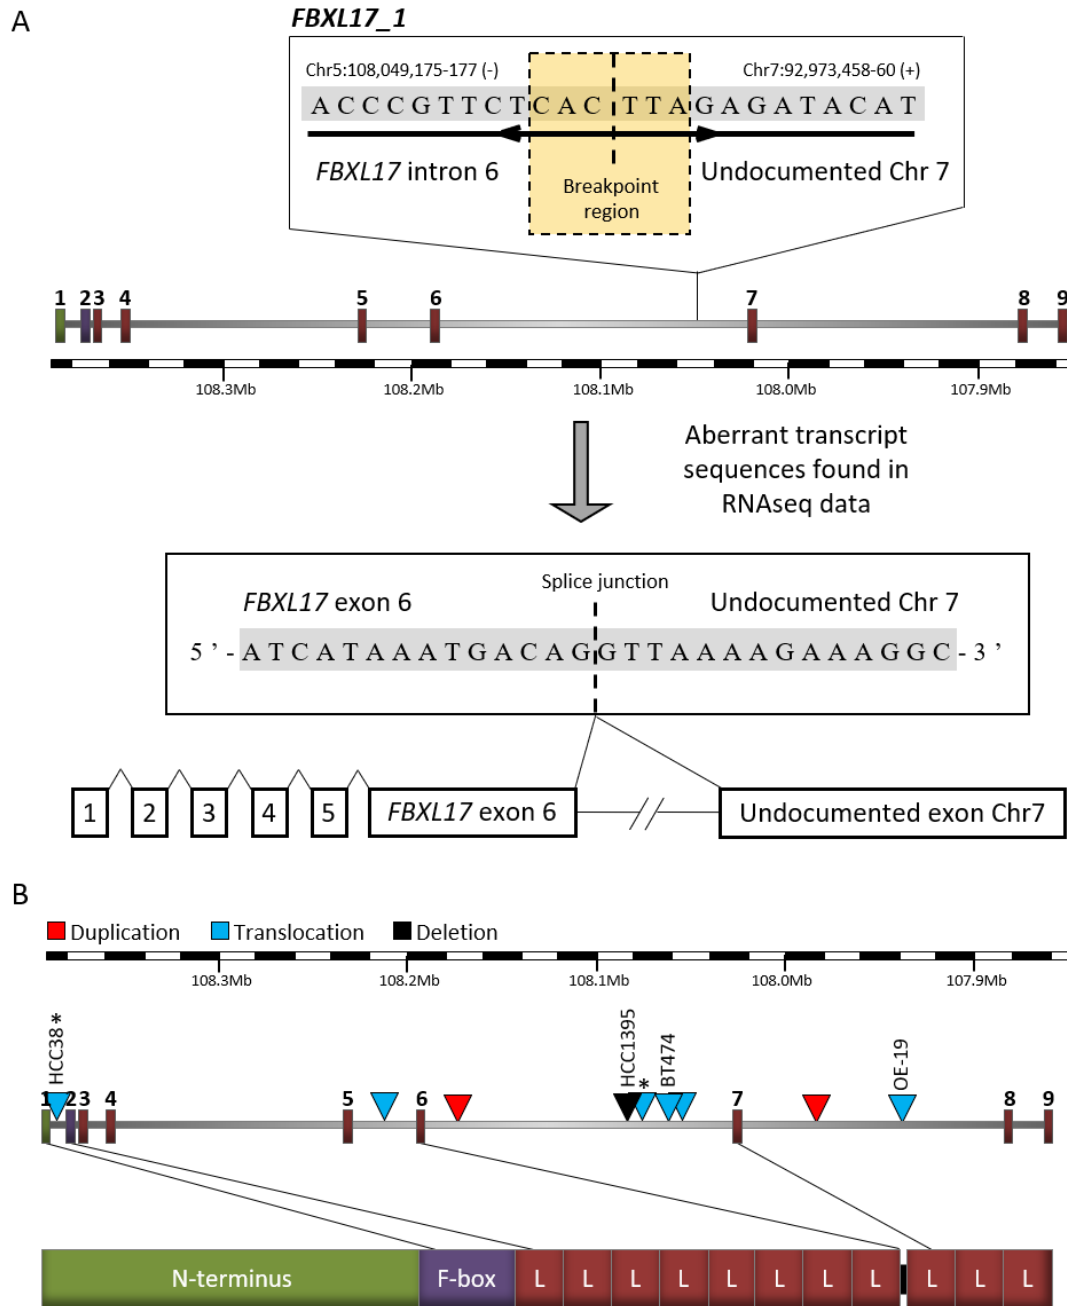 A
FBXL17_1
Chr5:108,049,175-177 (-)
Chr7:92,973,458-60 (+)
A C C C G T T C T C A C T T A G A G A T A C A T
FBXL17 intron 6
Undocumented Chr 7
Breakpoint
region
1 2 3 4 5 6 7 8 9
108.3Mb 108.2Mb 108.1Mb 108.0Mb 107.9Mb
Aberrant transcript
sequences found in
RNAseq data
Splice junction
FBXL17 exon 6
Undocumented Chr 7
5 ' - A T C A T A A A T G A C A G G T T A A A A G A A A G G C - 3 '
1 2 3 4 5 FBXL17 exon 6 Undocumented exon Chr7
B
Duplication Translocation Deletion
108.3Mb 108.2Mb 108.1Mb 108.0Mb 107.9Mb
HCC38 * HCC1395 * BT474 OE-19
1 2 3 4 5 6 7 8 9
N-terminus F-box L L L L L L L L L L L